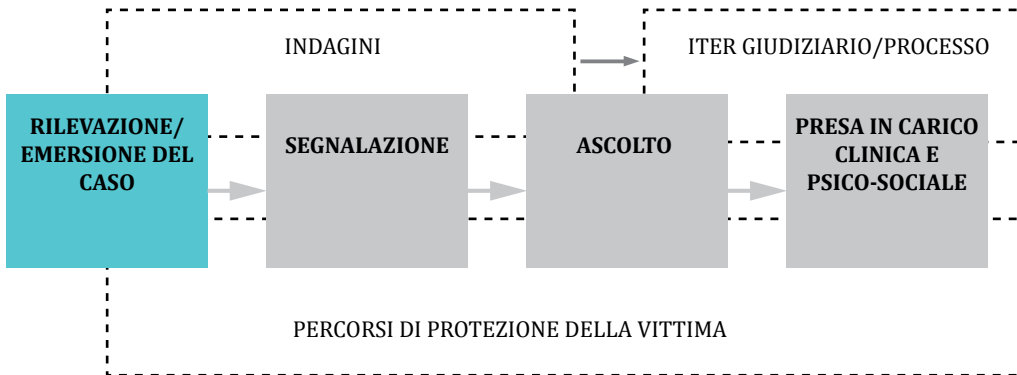 INDAGINI
ITER GIUDIZIARIO/PROCESSO
RILEVAZIONE/
EMERSIONE DEL
CASO
SEGNALAZIONE
ASCOLTO
PRESA IN CARICO
CLINICA E
PSICO-SOCIALE
PERCORSI DI PROTEZIONE DELLA VITTIMA